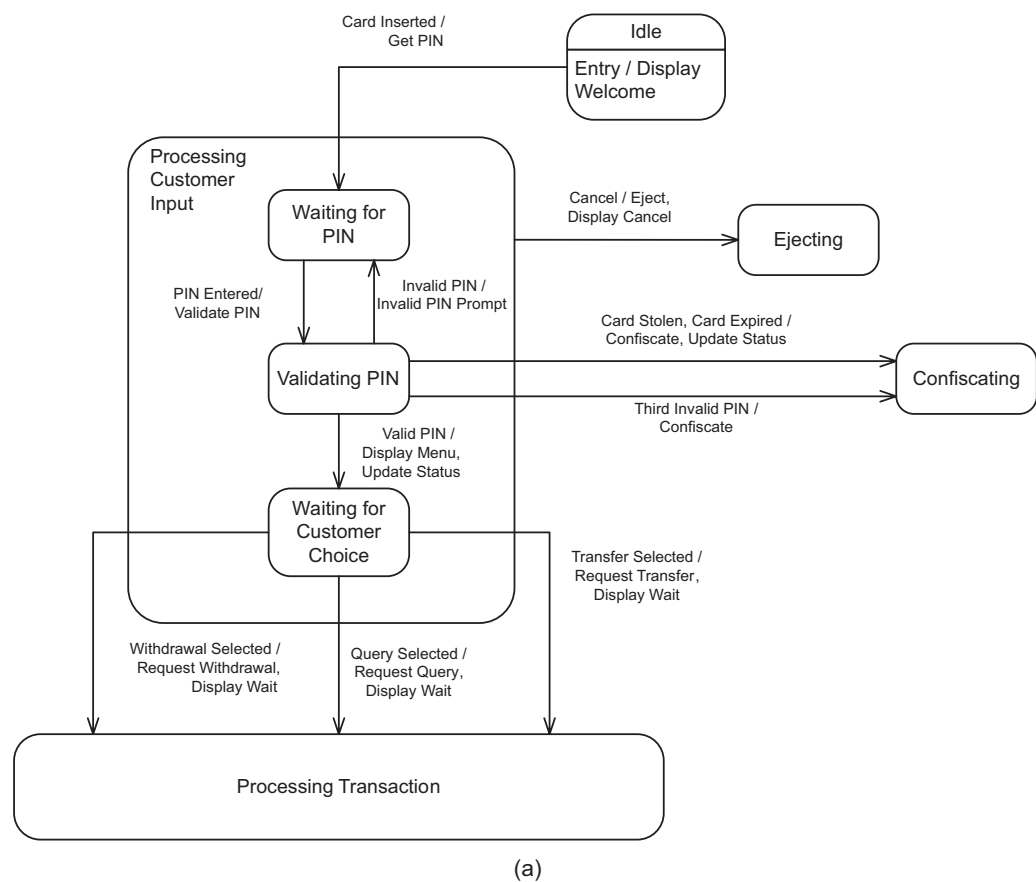 Card Inserted /
Get PIN
Idle
Entry / Display
Welcome
Processing
Customer
Input
Waiting for
PIN
Cancel / Eject,
Display Cancel
Ejecting
PIN Entered/
Validate PIN
Invalid PIN /
Invalid PIN Prompt
Card Stolen, Card Expired /
Confiscate, Update Status
Validating PIN
Confiscating
Third Invalid PIN /
Confiscate
Valid PIN /
Display Menu,
Update Status
Waiting for
Customer
Choice
Transfer Selected /
Request Transfer,
Display Wait
Withdrawal Selected /
Request Withdrawal,
Display Wait
Query Selected /
Request Query,
Display Wait
Processing Transaction
(a)